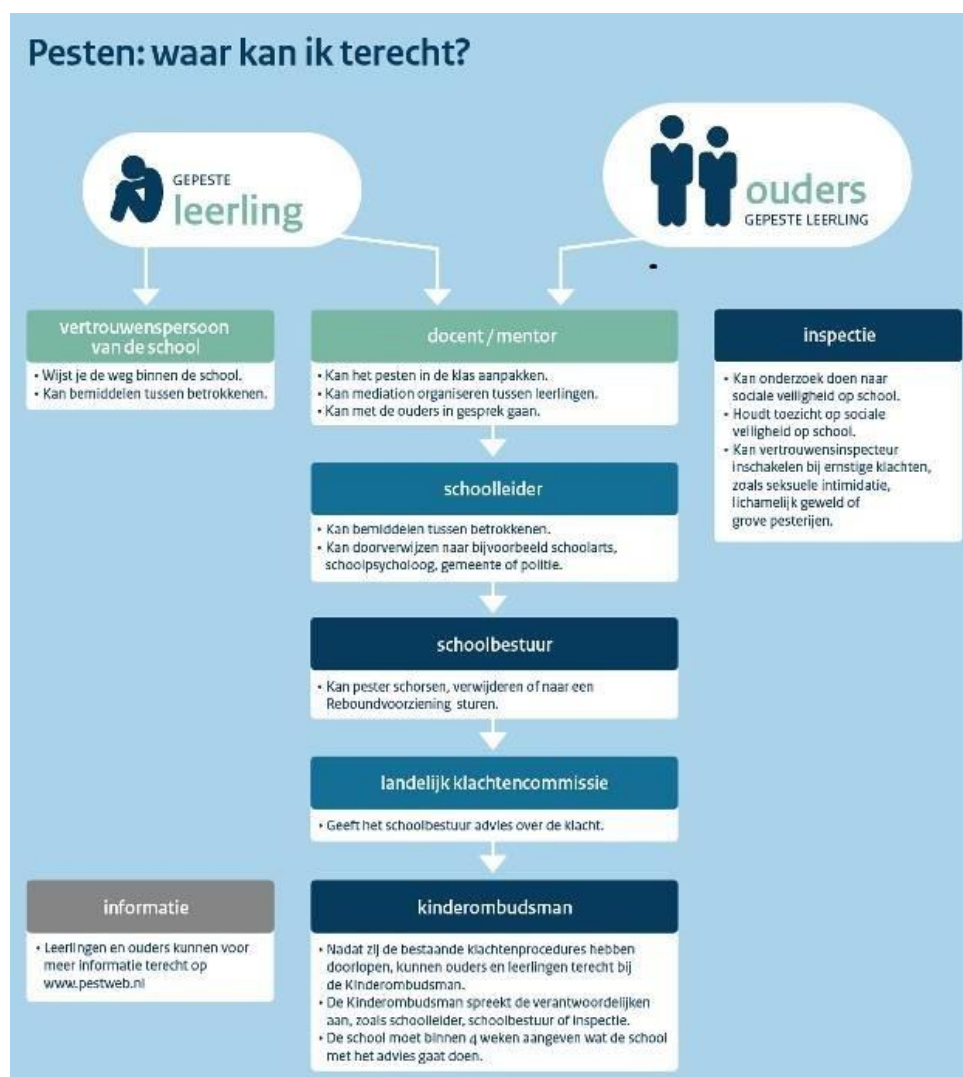 Pesten: waar kan ik terecht?
GEPESTE
leerling
ouders
GEPESTE LEERLING
vertrouwenspersoon
van de school
• Wijst je de weg binnen de school.
• Kan bemiddelen tussen betrokkenen.
docent / mentor
• Kan het pesten in de klas aanpakken.
• Kan mediation organiseren tussen leerlingen.
• Kan met de ouders in gesprek gaan.
inspectie
• Kan onderzoek doen naar
sociale veiligheid op school.
• Houdt toezicht op sociale
veiligheid op school.
• Kan vertrouwensinspecteur
inschakelen bij ernstige klachten,
zoals seksuele intimidatie,
lichamelijk geweld of
grove pesterijen.
schoolleider
• Kan bemiddelen tussen betrokkenen.
• Kan doorverwijzen naar bijvoorbeeld schoolarts,
schoolpsycholoog, gemeente of politie.
schoolbestuur
• Kan pester schorsen, verwijderen of naar een
Reboundvoorziening sturen.
landelijk klachtencommissie
• Geeft het schoolbestuur advies over de klacht.
informatie
• Leerlingen en ouders kunnen voor
meer informatie terecht op
www.pestweb.nl
kinderombudsman
• Nadat zij de bestaande klachtenprocedures hebben
doorlopen, kunnen ouders en leerlingen terecht bij
de Kinderombudsman.
• De Kinderombudsman spreekt de verantwoordelijken
aan, zoals schoolleider, schoolbestuur of inspectie.
• De school moet binnen 4 weken aangeven wat de school
met het advies gaat doen.